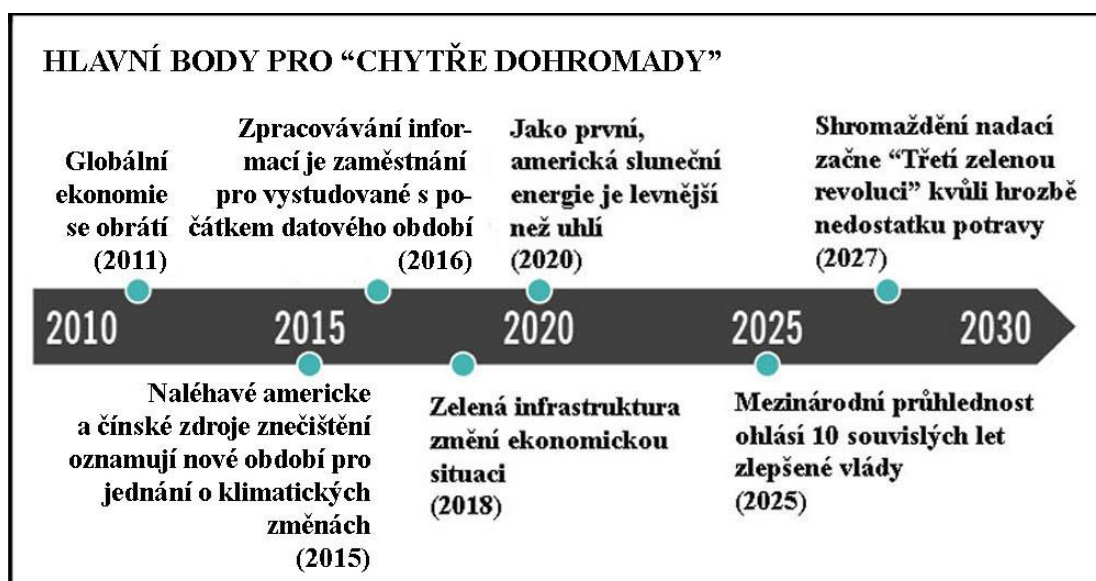 HLAVNÍ BODY PRO “CHYTŘE DOHROMADY”
Globální
ekonomie
se obrátí
(2011)
Zpracovávání infor-
mací je zaměstnání
pro vystudované s po-
čátkem datového období
(2016)
Jako první,
americká sluneční
energie je levnější
než uhlí
(2020)
Shromaždění nadací
začne “Třetí zelenou
revoluci” kvůli hrozbě
nedostatku potravy
(2027)
2010 2015 2020 2025 2030
Naléhavé americke
a čínské zdroje znečištění
oznamují nové období pro
jednání o klimatických
změnách
(2015)
Zelená infrastruktura
změní ekonomickou
situaci
(2018)
Mezinárodní průhlednost
ohlásí 10 souvislých let
zlepšené vlády
(2025)